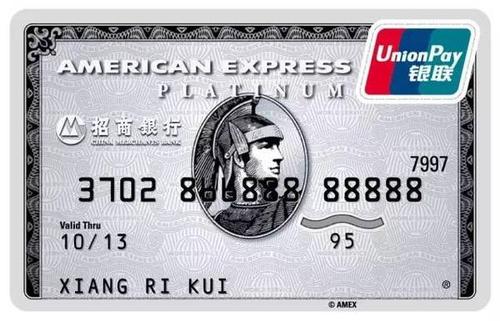 UnionPay
银联
AMERICAN EXPRESS
PLATINUM
招商银行
CHINA MERCHANTS BANK
7997
3702 888888 88888
Valid Thru
10/13 95
XIANG RI KUI ®
© AMEX